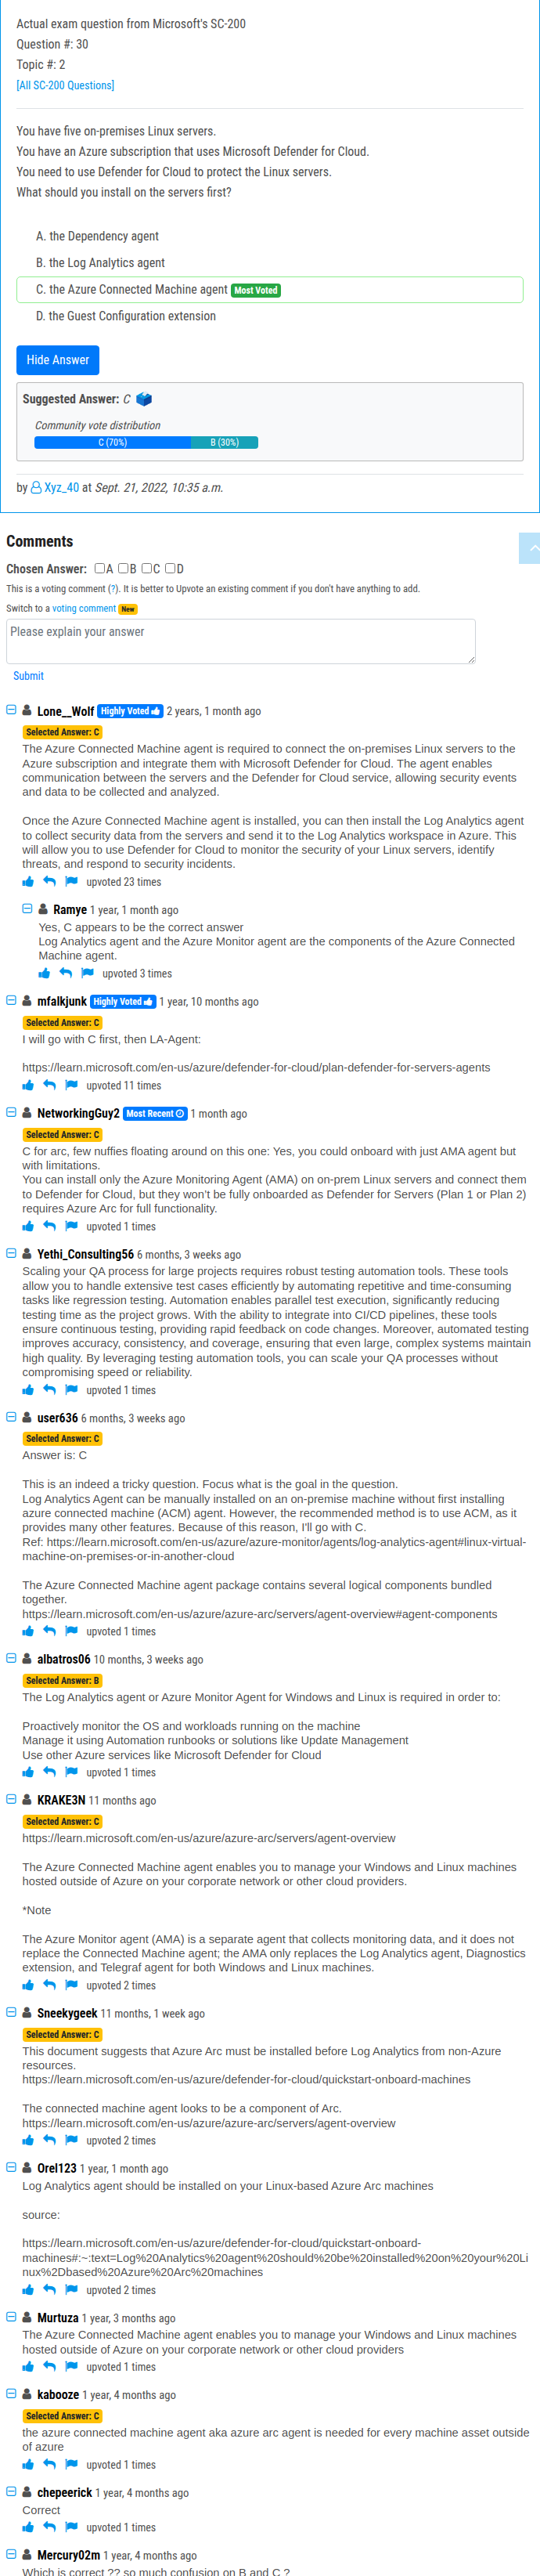 Actual exam question from Microsoft's SC-200
Question #: 30
Topic #: 2
[All SC-200 Questions]
You have five on-premises Linux servers.
You have an Azure subscription that uses Microsoft Defender for Cloud.
You need to use Defender for Cloud to protect the Linux servers.
What should you install on the servers first?
A. the Dependency agent
B. the Log Analytics agent
C. the Azure Connected Machine agent Most Voted
D. the Guest Configuration extension
Hide Answer
Suggested Answer: C
Community vote distribution
C (70%) B (30%)
by Xyz_40 at Sept. 21, 2022, 10:35 a.m.
Comments
Chosen Answer: A B C D
This is a voting comment (?). It is better to Upvote an existing comment if you don't have anything to add.
Switch to a voting comment New
Please explain your answer
Submit
Lone__Wolf Highly Voted 2 years, 1 month ago
Selected Answer: C
The Azure Connected Machine agent is required to connect the on-premises Linux servers to the
Azure subscription and integrate them with Microsoft Defender for Cloud. The agent enables
communication between the servers and the Defender for Cloud service, allowing security events
and data to be collected and analyzed.
Once the Azure Connected Machine agent is installed, you can then install the Log Analytics agent
to collect security data from the servers and send it to the Log Analytics workspace in Azure. This
will allow you to use Defender for Cloud to monitor the security of your Linux servers, identify
threats, and respond to security incidents.
upvoted 23 times
Ramye 1 year, 1 month ago
Yes, C appears to be the correct answer
Log Analytics agent and the Azure Monitor agent are the components of the Azure Connected
Machine agent.
upvoted 3 times
mfalkjunk Highly Voted 1 year, 10 months ago
Selected Answer: C
I will go with C first, then LA-Agent:
https://learn.microsoft.com/en-us/azure/defender-for-cloud/plan-defender-for-servers-agents
upvoted 11 times
NetworkingGuy2 Most Recent 1 month ago
Selected Answer: C
C for arc, few nuffies floating around on this one: Yes, you could onboard with just AMA agent but
with limitations.
You can install only the Azure Monitoring Agent (AMA) on on-prem Linux servers and connect them
to Defender for Cloud, but they won't be fully onboarded as Defender for Servers (Plan 1 or Plan 2)
requires Azure Arc for full functionality.
upvoted 1 times
Yethi_Consulting56 6 months, 3 weeks ago
Scaling your QA process for large projects requires robust testing automation tools. These tools
allow you to handle extensive test cases efficiently by automating repetitive and time-consuming
tasks like regression testing. Automation enables parallel test execution, significantly reducing
testing time as the project grows. With the ability to integrate into CI/CD pipelines, these tools
ensure continuous testing, providing rapid feedback on code changes. Moreover, automated testing
improves accuracy, consistency, and coverage, ensuring that even large, complex systems maintain
high quality. By leveraging testing automation tools, you can scale your QA processes without
compromising speed or reliability.
upvoted 1 times
user636 6 months, 3 weeks ago
Selected Answer: C
Answer is: C
This is an indeed a tricky question. Focus what is the goal in the question.
Log Analytics Agent can be manually installed on an on-premise machine without first installing
azure connected machine (ACM) agent. However, the recommended method is to use ACM, as it
provides many other features. Because of this reason, I'll go with C.
Ref: https://learn.microsoft.com/en-us/azure/azure-monitor/agents/log-analytics-agent#linux-virtual-
machine-on-premises-or-in-another-cloud
The Azure Connected Machine agent package contains several logical components bundled
together.
https://learn.microsoft.com/en-us/azure/azure-arc/servers/agent-overview#agent-components
upvoted 1 times
albatros06 10 months, 3 weeks ago
Selected Answer: B
The Log Analytics agent or Azure Monitor Agent for Windows and Linux is required in order to:
Proactively monitor the OS and workloads running on the machine
Manage it using Automation runbooks or solutions like Update Management
Use other Azure services like Microsoft Defender for Cloud
upvoted 1 times
KRAKE3N 11 months ago
Selected Answer: C
https://learn.microsoft.com/en-us/azure/azure-arc/servers/agent-overview
The Azure Connected Machine agent enables you to manage your Windows and Linux machines
hosted outside of Azure on your corporate network or other cloud providers.
*Note
The Azure Monitor agent (AMA) is a separate agent that collects monitoring data, and it does not
replace the Connected Machine agent; the AMA only replaces the Log Analytics agent, Diagnostics
extension, and Telegraf agent for both Windows and Linux machines.
upvoted 2 times
Sneekygeek 11 months, 1 week ago
Selected Answer: C
This document suggests that Azure Arc must be installed before Log Analytics from non-Azure
resources.
https://learn.microsoft.com/en-us/azure/defender-for-cloud/quickstart-onboard-machines
The connected machine agent looks to be a component of Arc.
https://learn.microsoft.com/en-us/azure/azure-arc/servers/agent-overview
upvoted 2 times
Orel123 1 year, 1 month ago
Log Analytics agent should be installed on your Linux-based Azure Arc machines
source:
https://learn.microsoft.com/en-us/azure/defender-for-cloud/quickstart-onboard-
machines#:~:text=Log%20Analytics%20agent%20should%20be%20installed%20on%20your%20Li
nux%2Dbased%20Azure%20Arc%20machines
upvoted 2 times
Murtuza 1 year, 3 months ago
The Azure Connected Machine agent enables you to manage your Windows and Linux machines
hosted outside of Azure on your corporate network or other cloud providers
upvoted 1 times
kabooze 1 year, 4 months ago
Selected Answer: C
the azure connected machine agent aka azure arc agent is needed for every machine asset outside
of azure
upvoted 1 times
chepeerick 1 year, 4 months ago
Correct
upvoted 1 times
Mercury02m 1 year, 4 months ago
Which is correct ?? so much confusion on B and C ?